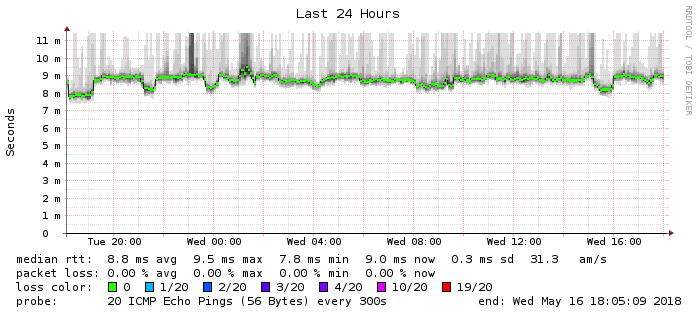 Last 24 Hours
RRDTOOL / TOBI OETIKER
Seconds
11 m
10 m
9 m
8 m
7 m
6 m
5 m
4 m
3 m
2 m
1 m
0
Tue 20:00 Wed 00:00 Wed 04:00 Wed 08:00 Wed 12:00 Wed 16:00
median rtt: 8.8 ms avg 9.5 ms max 7.8 ms min 9.0 ms now 0.3 ms sd 31.3 am/s
packet loss: 0.00 % avg 0.00 % max 0.00 % min 0.00 % now
loss color: 0 1/20 2/20 3/20 4/20 10/20 19/20
probe: 20 ICMP Echo Pings (56 Bytes) every 300s end: Wed May 16 18:05:09 2018